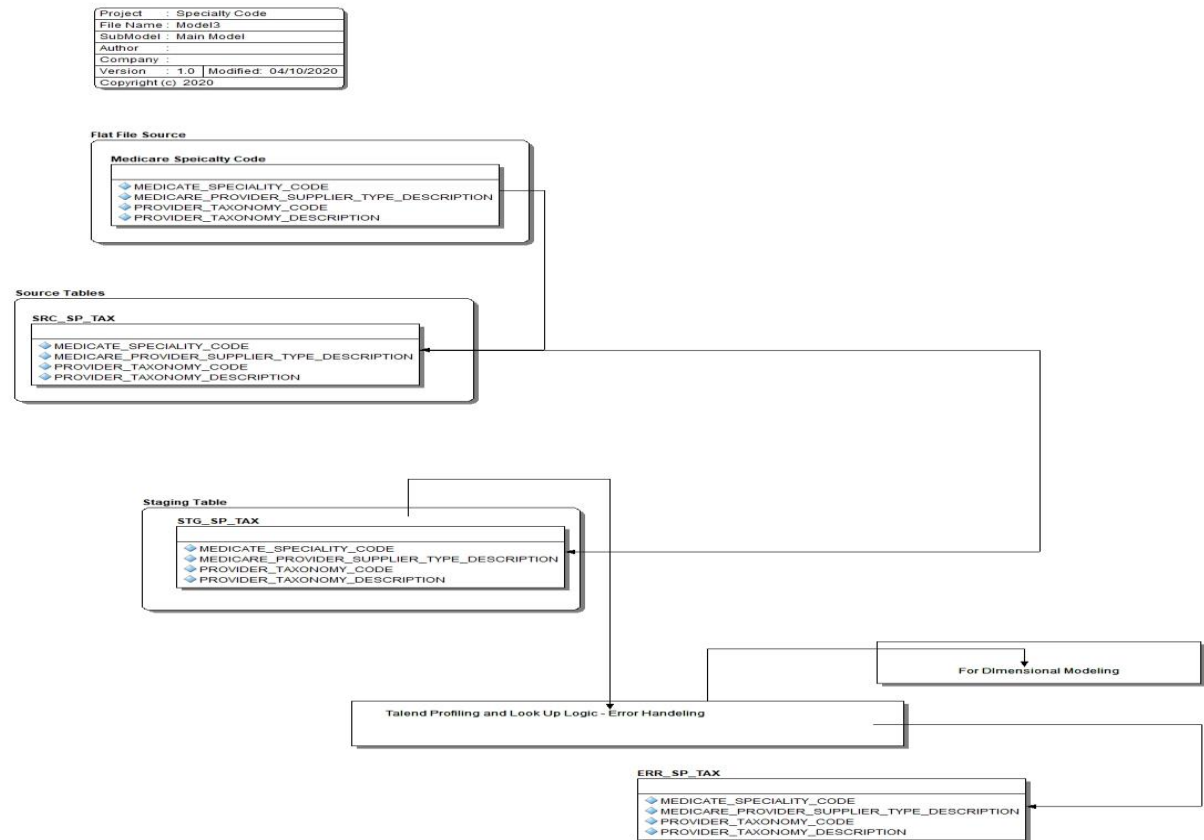 Project : Specialty Code
File Name : Model3
SubModel : Main Model
Author :
Company :
Version : 1.0 Modified: 04/10/2020
Copyright (c) 2020
Flat File Source
Medicare Speicalty Code
MEDICATE_SPECIALITY_CODE
MEDICARE_PROVIDER_SUPPLIER_TYPE_DESCRIPTION
PROVIDER_TAXONOMY_CODE
PROVIDER_TAXONOMY_DESCRIPTION
Source Tables
SRC_SP_TAX
MEDICATE_SPECIALITY_CODE
MEDICARE_PROVIDER_SUPPLIER_TYPE_DESCRIPTION
PROVIDER_TAXONOMY_CODE
PROVIDER_TAXONOMY_DESCRIPTION
Staging Table
STG_SP_TAX
MEDICATE_SPECIALITY_CODE
MEDICARE_PROVIDER_SUPPLIER_TYPE_DESCRIPTION
PROVIDER_TAXONOMY_CODE
PROVIDER_TAXONOMY_DESCRIPTION
For DImensional Modeling
Talend Profiling and Look Up Logic - Error Handeling
ERR_SP_TAX
MEDICATE_SPECIALITY_CODE
MEDICARE_PROVIDER_SUPPLIER_TYPE_DESCRIPTION
PROVIDER_TAXONOMY_CODE
PROVIDER_TAXONOMY_DESCRIPTION